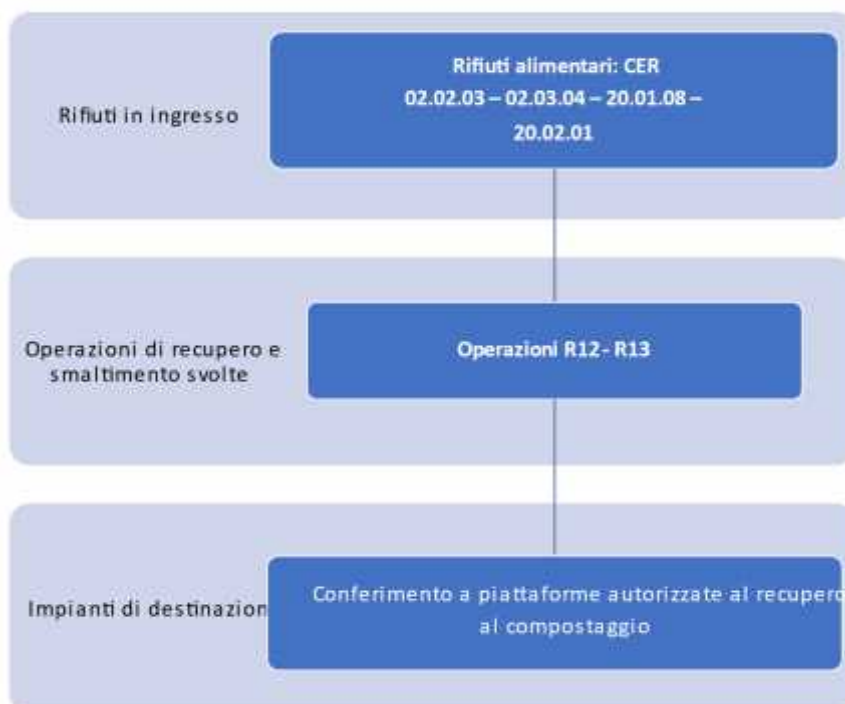 Rifiuti in ingresso
Rifiuti alimentari: CER
02.02.03 – 02.03.04 – 20.01.08 –
20.02.01
Operazioni di recupero e
smaltimento svolte
Operazioni R12- R13
Impianti di destinazion
Conferimento a piattaforme autorizzate al recupero
al compostaggio